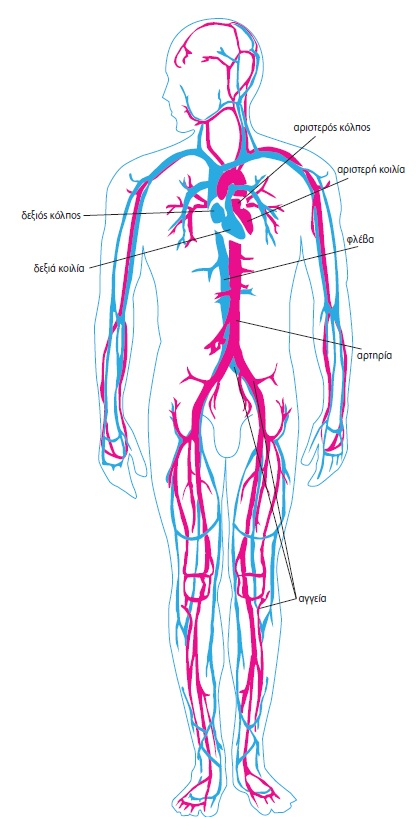 αριστερός κόλπος
αριστερή κοιλία
δεξιός κόλπος
φλέβα
δεξιά κοιλία
αρτηρία
αγγεία